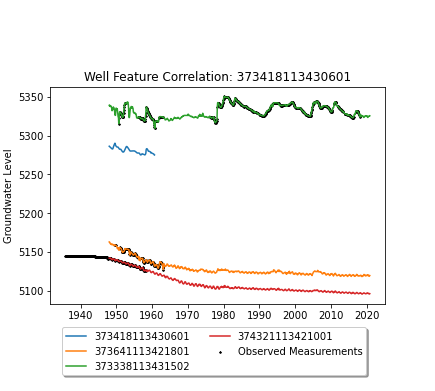 Well Feature Correlation: 373418113430601
Groundwater Level
5350
5300
5250
5200
5150
5100
1940 1950 1960 1970 1980 1990 2000 2010 2020
373418113430601
373641113421801
373338113431502
374321113421001
Observed Measurements